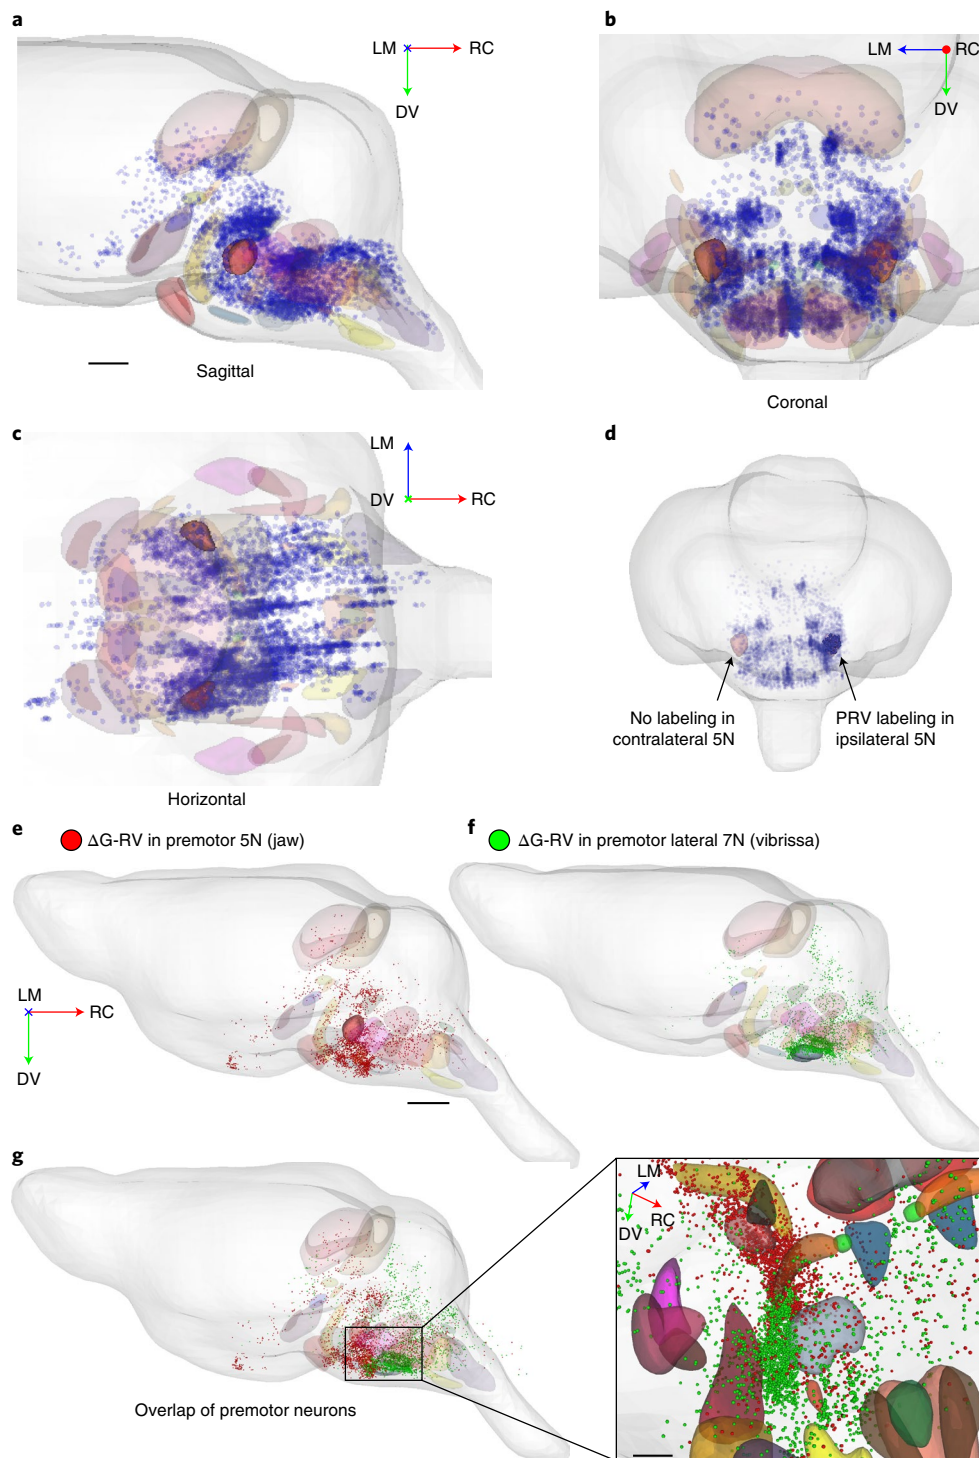 a
LM
RC
DV
Sagittal
b
LM
RC
DV
Coronal
c
LM
DV
RC
Horizontal
d
No labeling in
contralateral 5N
PRV labeling in
ipsilateral 5N
e
ΔG-RV in premotor 5N (jaw)
LM
RC
DV
f
ΔG-RV in premotor lateral 7N (vibrissa)
g
Overlap of premotor neurons
LM
RC
DV